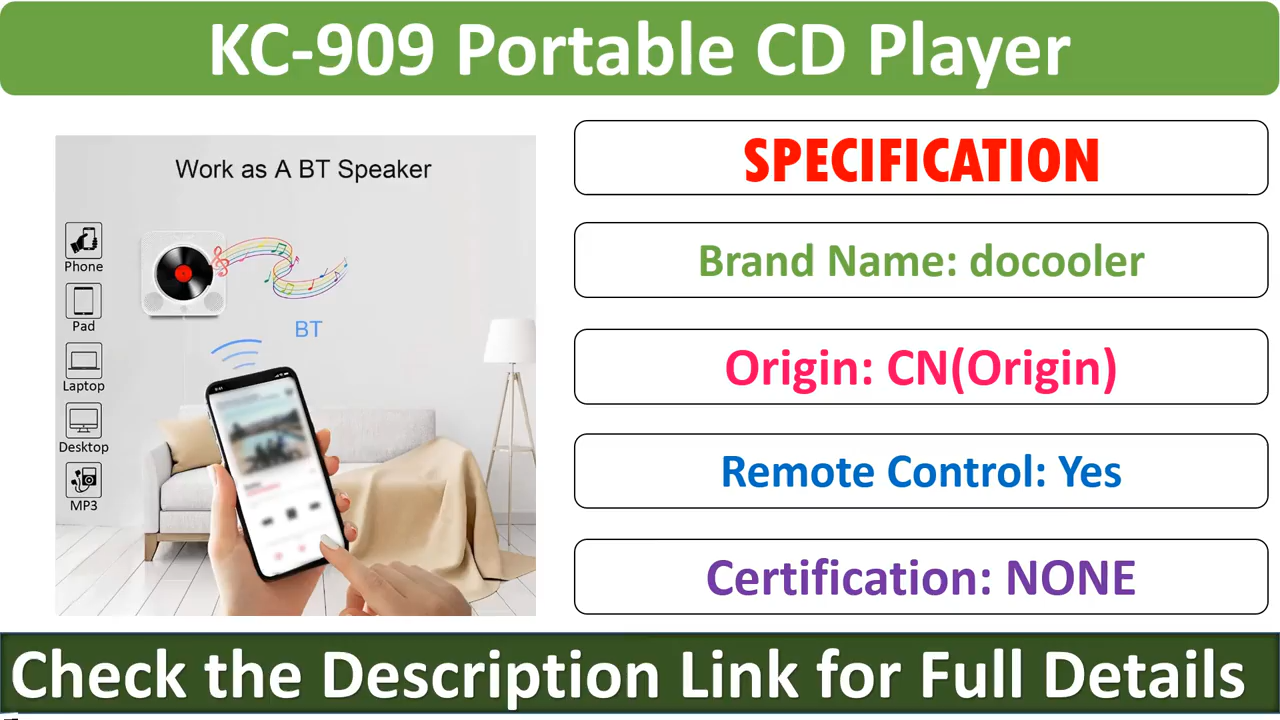 KC-909 Portable CD Player
Work as A BT Speaker
Phone
Pad
Laptop
Desktop
MP3
BT
SPECIFICATION
Brand Name: docooler
Origin: CN(Origin)
Remote Control: Yes
Certification: NONE
Check the Description Link for Full Details